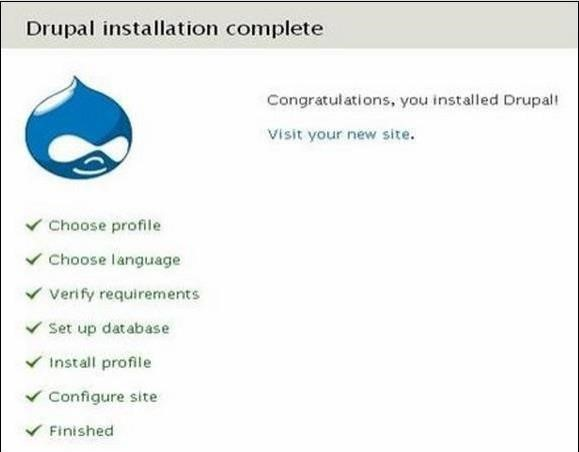 Drupal installation complete
Congratulations, you installed Drupal!
Visit your new site.
Choose profile
Choose language
Verify requirements
Set up database
Install profile
Configure site
Finished